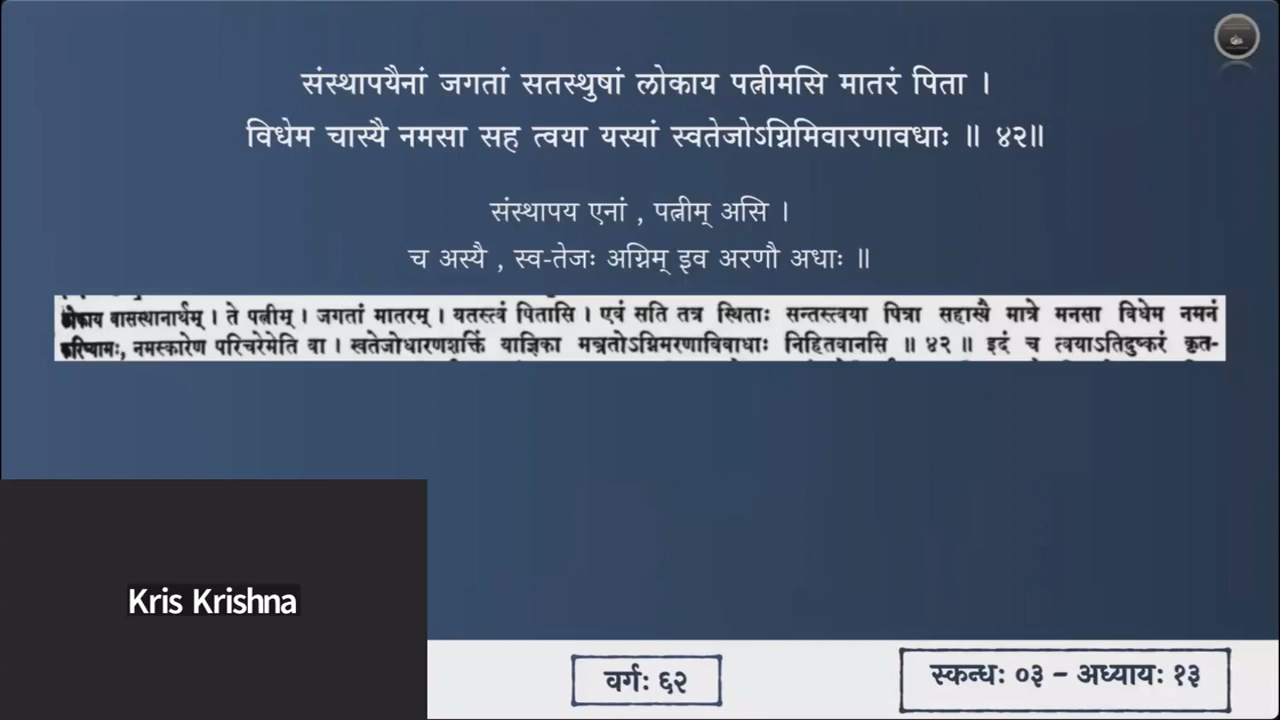 संस्थापयैनां जगतां सतस्थुषां लोकाय पत्नीमसि मातरं पिता ।
विधेम चास्यै नमसा सह त्वया यस्यां स्वतेजोऽग्निमिवारणावधाः ॥ ४२॥
संस्थापय एनां , पत्नीम् असि ।
च अस्यै , स्व-तेजः अग्निम् इव अरणौ अधाः ॥
लोकाय वासस्थानार्थम् । ते पत्नीम् । जगतां मातरम् । यतस्त्वं पितासि । एवं सति तत्र स्थिताः सन्तस्त्वया पित्रा सहास्यै मात्रे मनसा विधेम नमनं
करिष्यामः, नमस्कारेण परिचरेमेति वा । स्वतेजोधारणशक्तिं याज्ञिका मन्त्रतोऽग्निमरणाविवाधाः निहितवानसि ॥ ४२ ॥ इदं च त्वयाऽतिदुष्करं कृत-
Kris Krishna
वर्गः ६२
स्कन्धः ०३ – अध्यायः १३